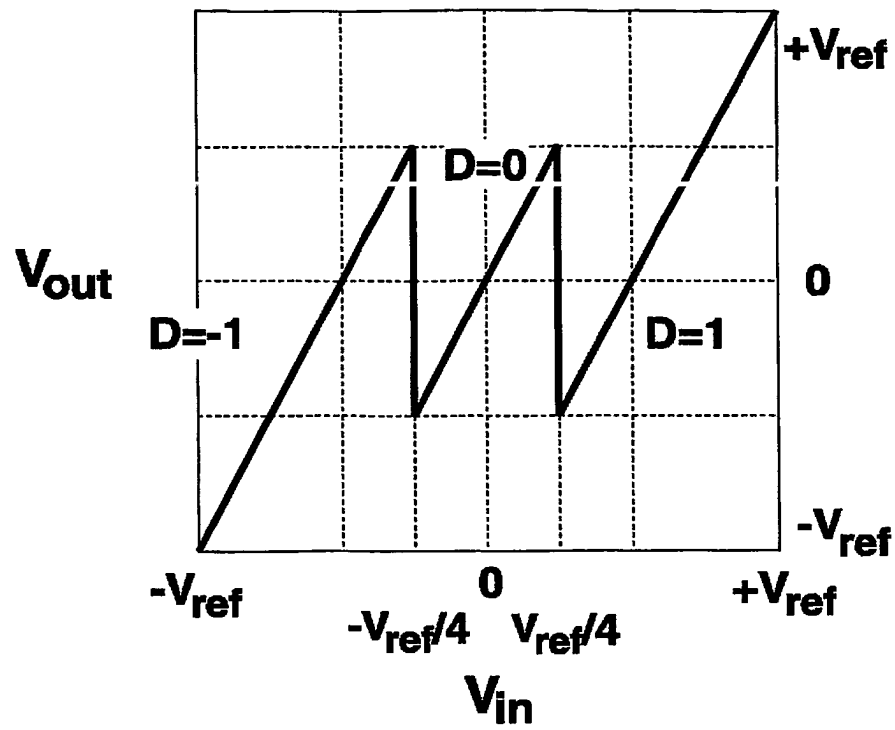 +Vref
D=0
Vout
0
D=-1
D=1
-Vref
-Vref
0
+Vref
-Vref/4
Vref/4
Vin